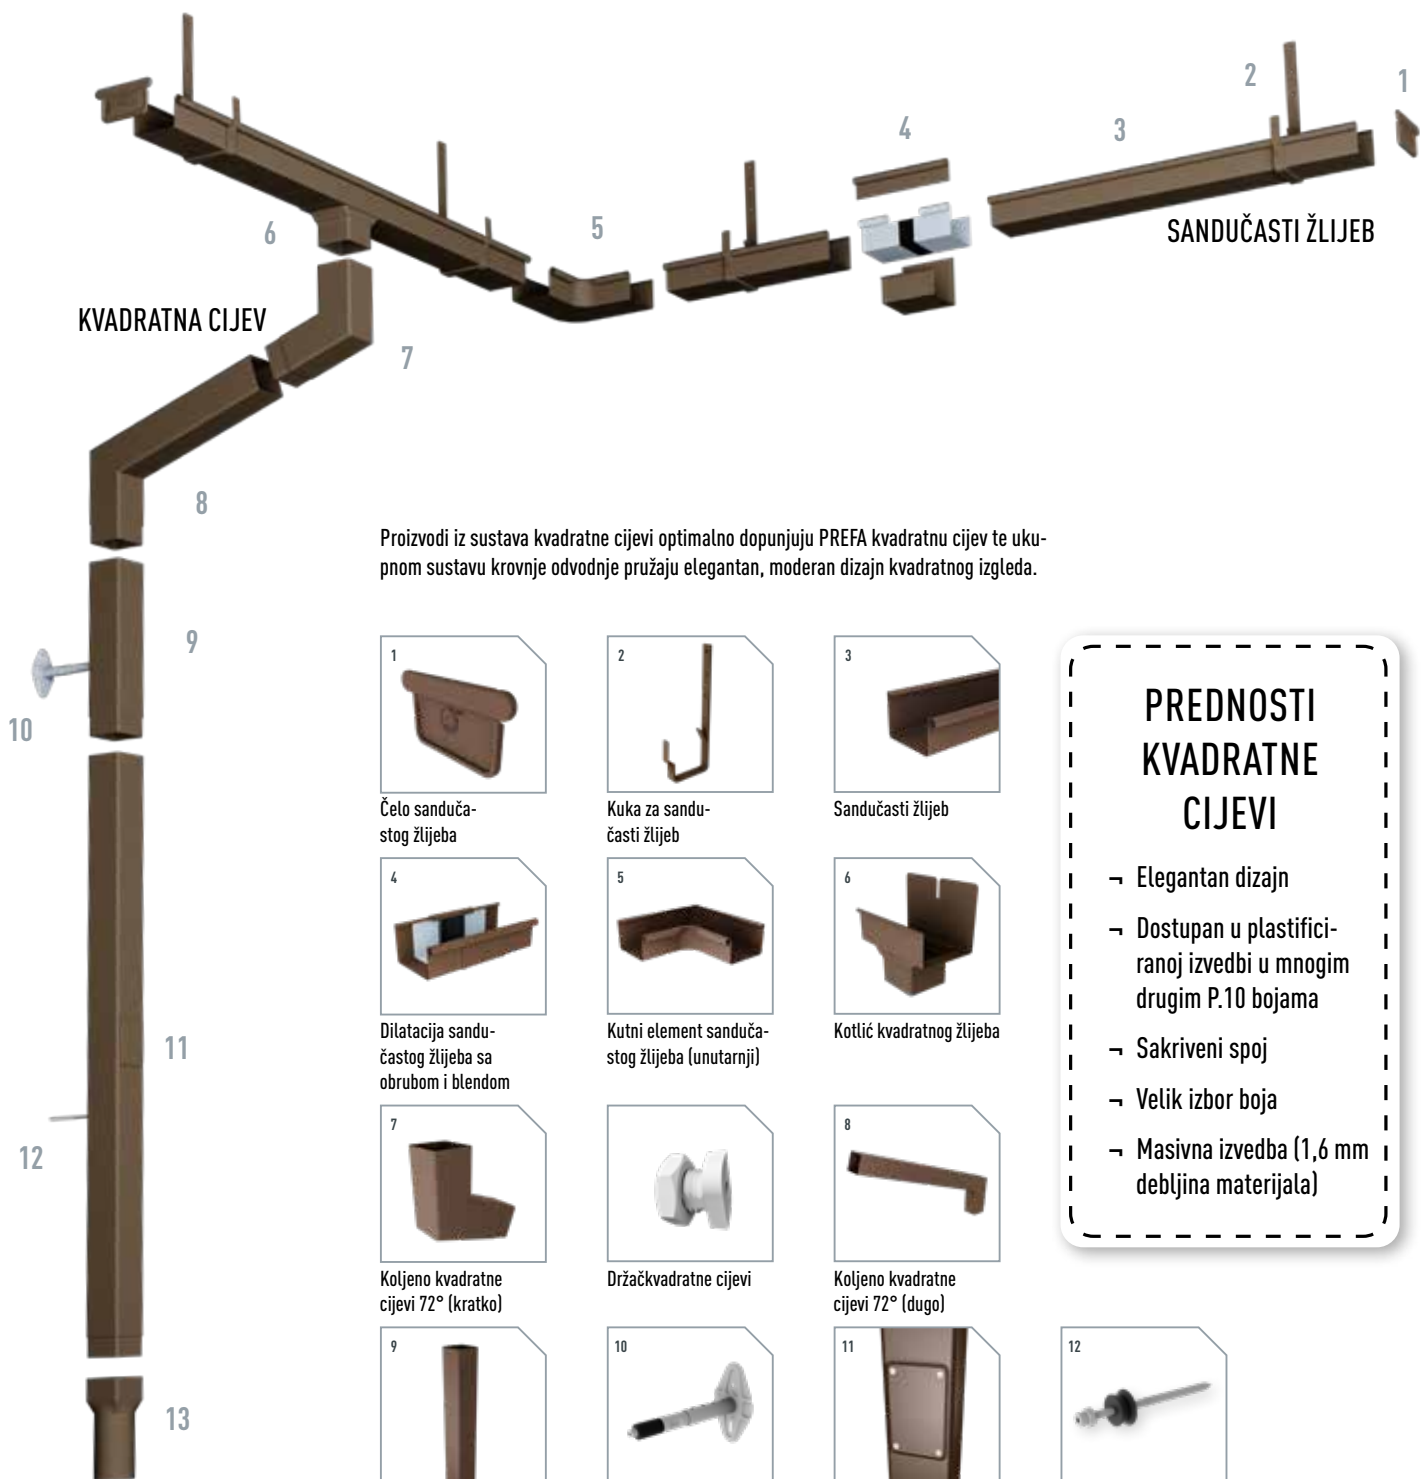 2
1
4
3
6
5
SANDUČASTI ŽLIJEB
KVADRATNA CIJEV
7
8
Proizvodi iz sustava kvadratne cijevi optimalno dopunjuju PREFA kvadratnu cijev te uku-
pnom sustavu krovnje odvodnje pružaju elegantan, moderan dizajn kvadratnog izgleda.
9
10
11
12
13
1
Čelo sanduča-
stog žlijeba
2
Kuka za sandu-
časti žlijeb
3
Sandučasti žlijeb
4
Dilatacija sandu-
častog žlijeba sa
obrubom i blendom
5
Kutni element sanduča-
stog žlijeba (unutarnji)
6
Kotlić kvadratnog žlijeba
7
Koljeno kvadratne
cijevi 72° (kratko)
Držačkvadratne cijevi
8
Koljeno kvadratne
cijevi 72° (dugo)
9
10
11
12
PREDNOSTI
KVADRATNE
CIJEVI
¬ Elegantan dizajn
¬ Dostupan u plastifici-
ranoj izvedbi u mnogim
drugim P.10 bojama
¬ Sakriveni spoj
¬ Velik izbor boja
¬ Masivna izvedba (1,6 mm
debljina materijala)